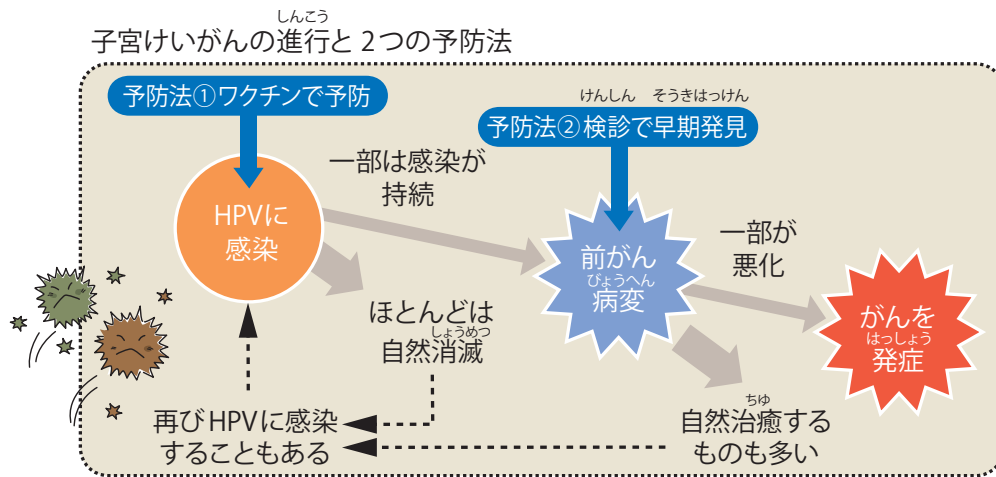 しんこう
子宮けいがんの進行と2つの予防法
予防法①ワクチンで予防
けんしん そうきはっけん
予防法②検診で早期発見
一部は感染が
持続
HPVに
感染
ほとんどは
しょうめつ
自然消滅
前がん
びょうへん
病変
一部が
悪化
がんを
はっしょう
発症
再びHPVに感染
することもある
ちゆ
自然治癒する
ものも多い